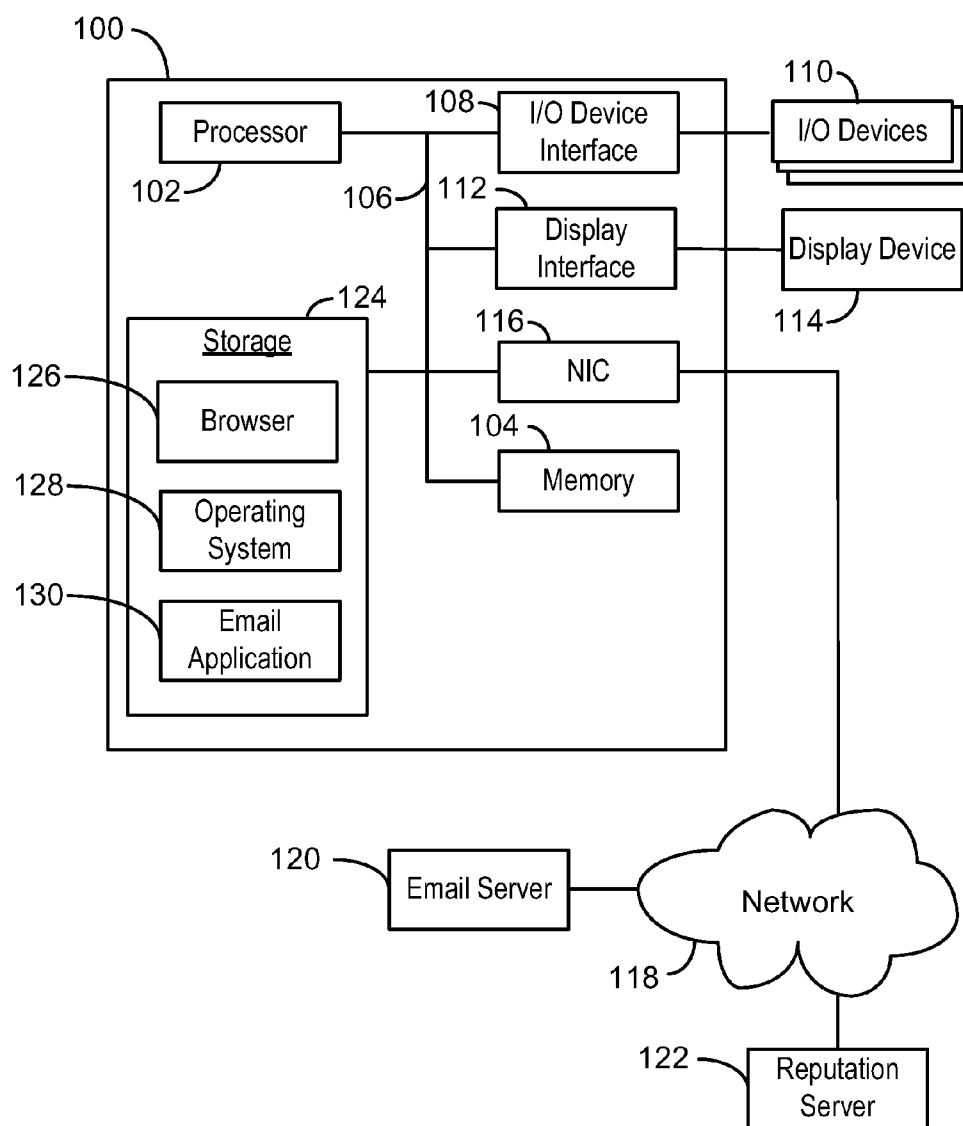 100
110
108
Processor
I/O Device
Interface
I/O Devices
102
106
112
Display
Interface
Display Device
124
114
Storage
116
126
NIC
Browser
104
128
Memory
Operating
System
130
Email
Application
120
Email Server
Network
118
122
Reputation
Server